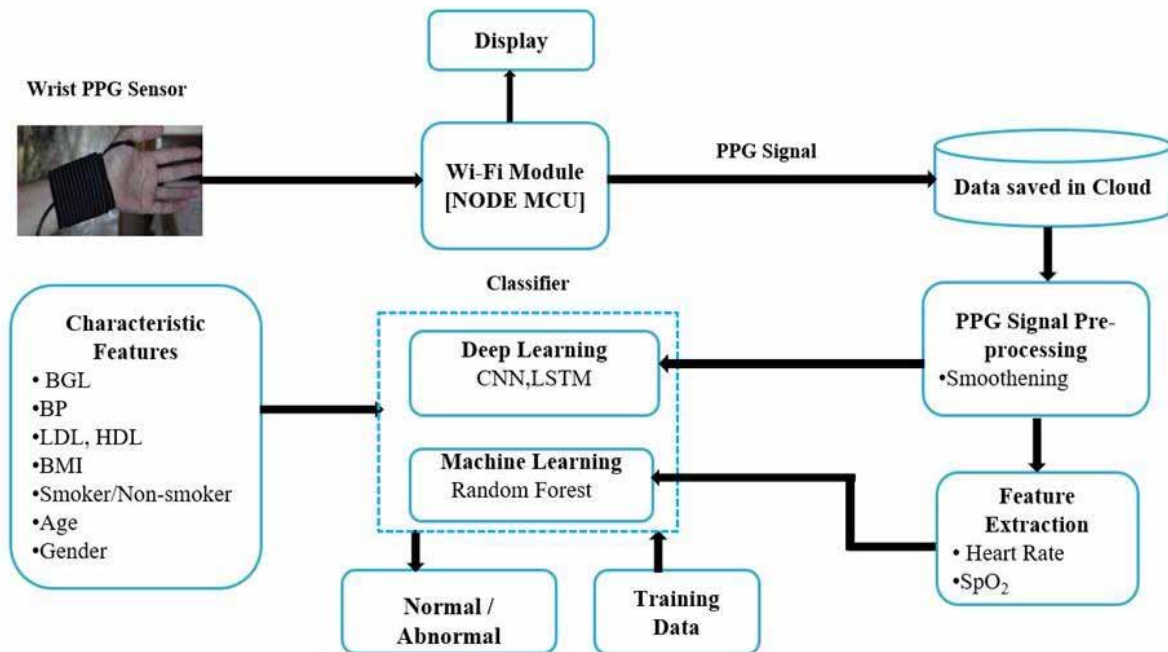 Display
Wrist PPG Sensor
Wi-Fi Module
[NODE MCU]
PPG Signal
Data saved in Cloud
Classifier
Characteristic
Features
• BGL
•BP
•LDL, HDL
•BMI
•Smoker/Non-smoker
•Age
•Gender
Deep Learning
CNN,LSTM
Machine Learning
Random Forest
PPG Signal Pre-
processing
•Smoothening
Feature
Extraction
• Heart Rate
•SpO₂
Normal /
Abnormal
Training
Data